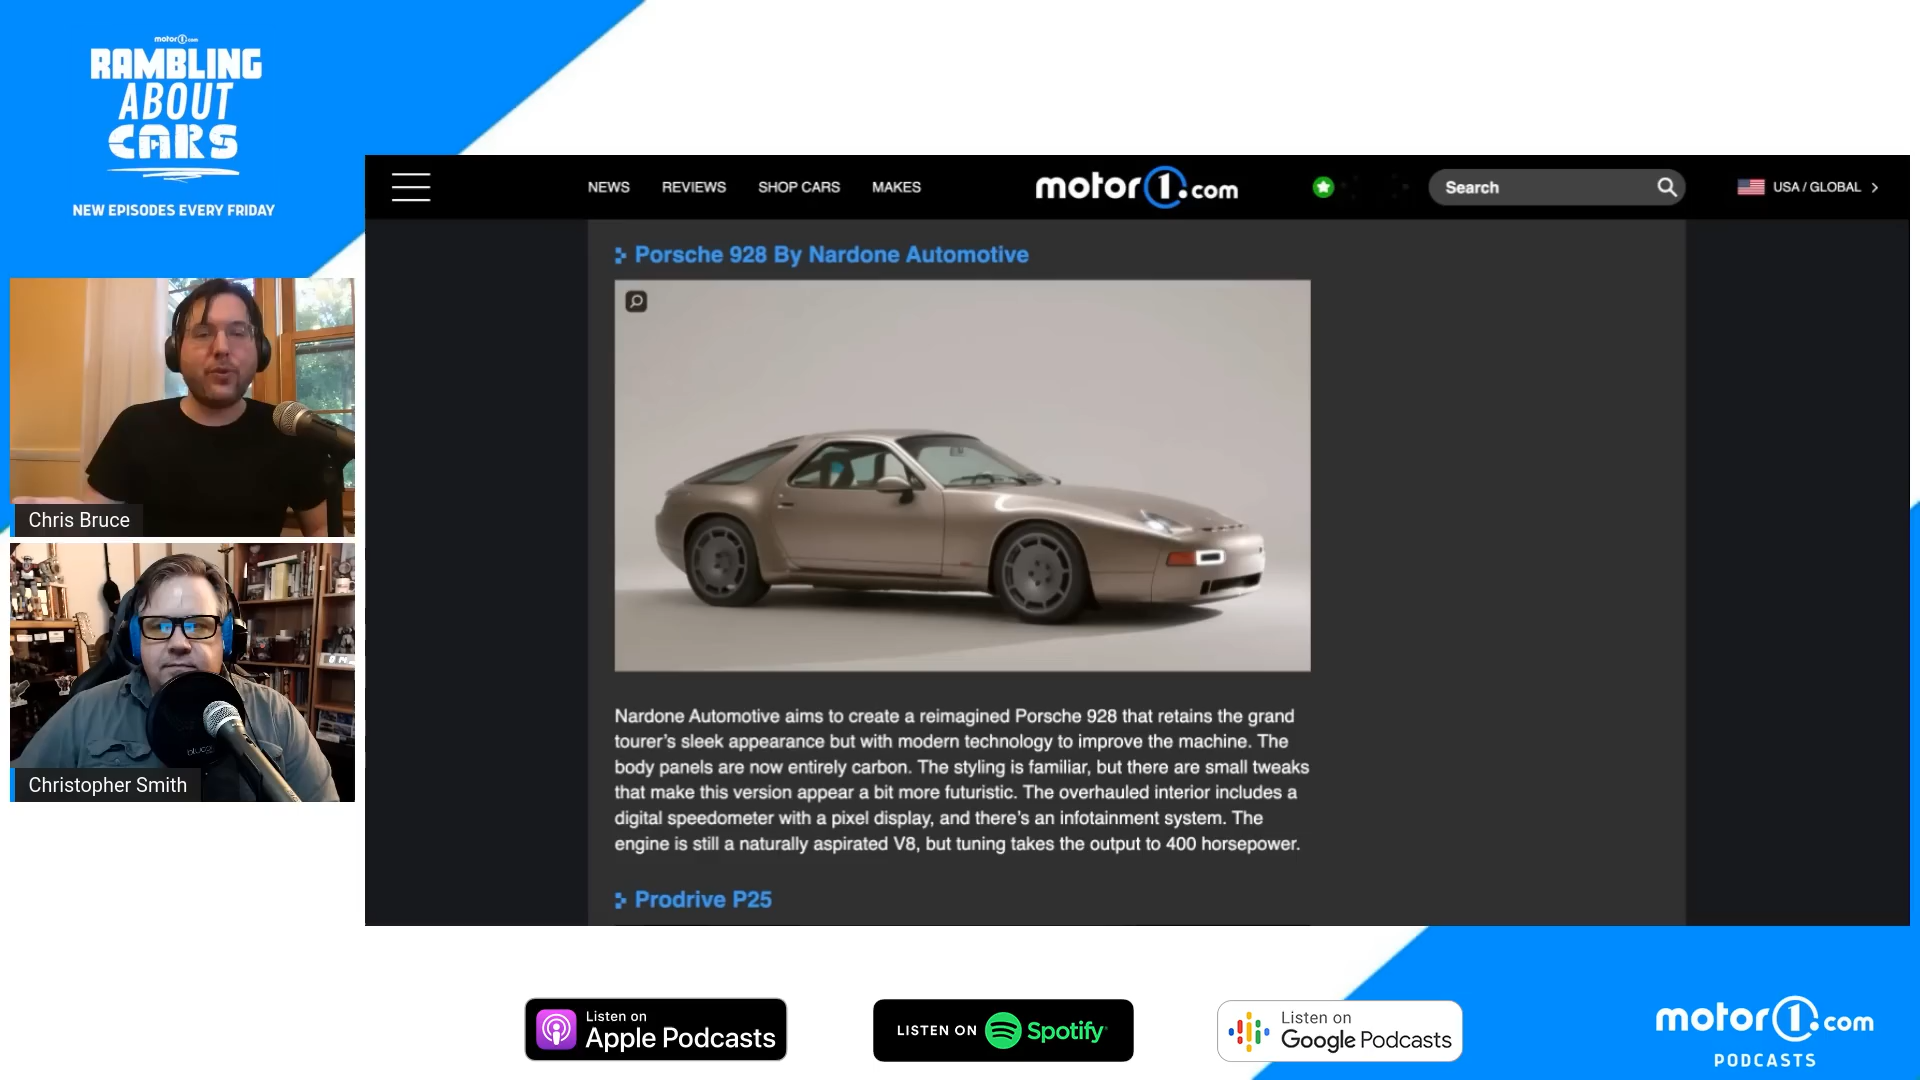 motor1.com
RAMBLING
ABOUT
CARS
NEW EPISODES EVERY FRIDAY
NEWS
REVIEWS
SHOP CARS
MAKES
motor1.com
Search
USA / GLOBAL
Porsche 928 By Nardone Automotive
Nardone Automotive aims to create a reimagined Porsche 928 that retains the grand
tourer's sleek appearance but with modern technology to improve the machine. The
body panels are now entirely carbon. The styling is familiar, but there are small tweaks
that make this version appear a bit more futuristic. The overhauled interior includes a
digital speedometer with a pixel display, and there's an infotainment system. The
engine is still a naturally aspirated V8, but tuning takes the output to 400 horsepower.
Prodrive P25
Chris Bruce
Christopher Smith
Listen on
Apple Podcasts
LISTEN ON
Spotify
Listen on
Google Podcasts
motor1.com
PODCASTS